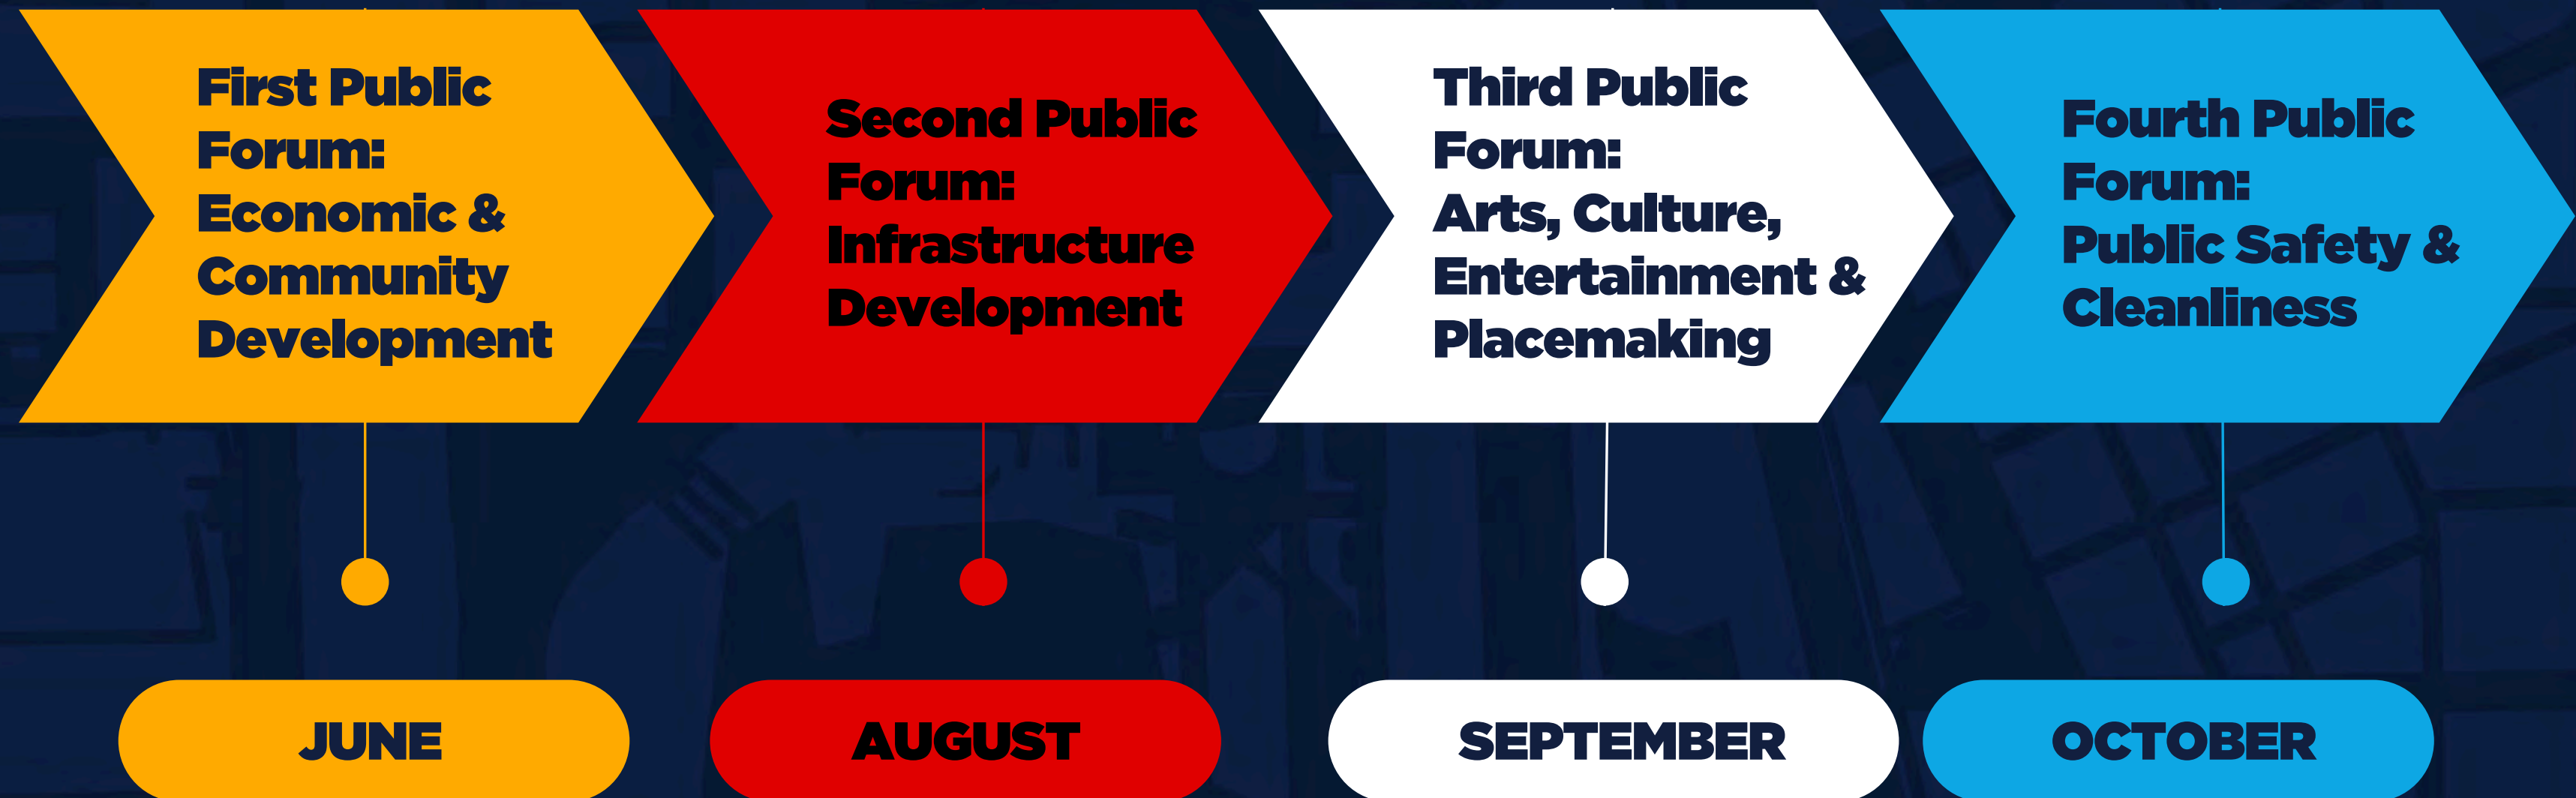 First Public
Forum:
Economic &
Community
Development
Second Public
Forum:
Infrastructure
Development
Third Public
Forum:
Arts, Culture,
Entertainment &
Placemaking
Fourth Public
Forum:
Public Safety &
Cleanliness
JUNE
AUGUST
SEPTEMBER
OCTOBER